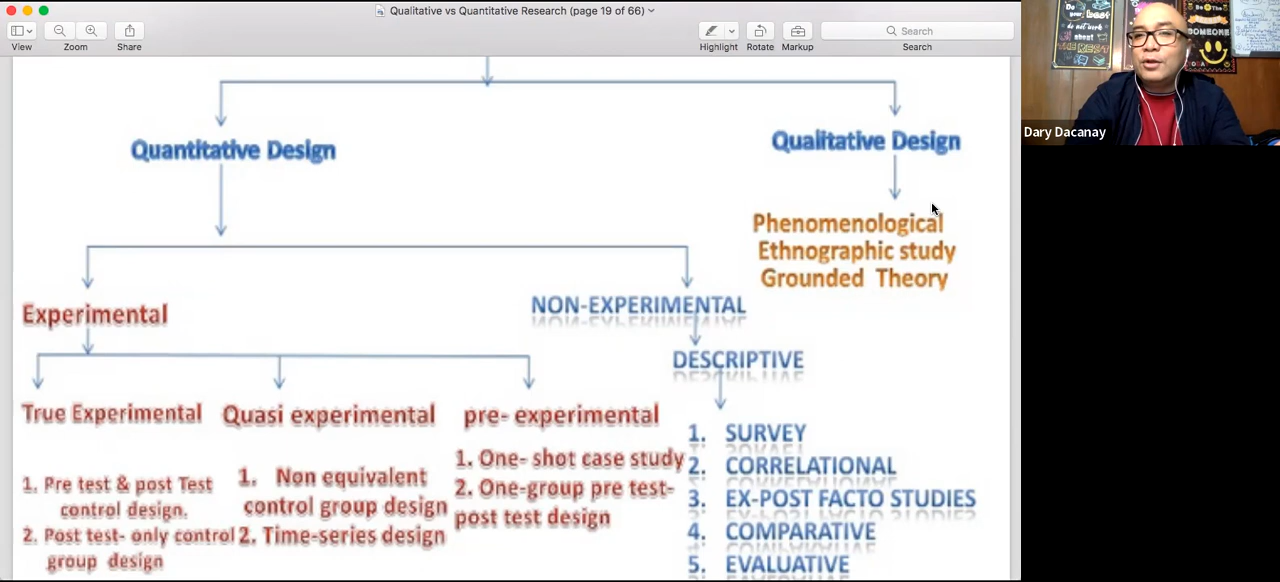 Qualitative vs Quantitative Research (page 19 of 66)
View
Zoom
Share
Highlight
Rotate
Markup
Search
Search
Dary Dacanay
Quantitative Design
Qualitative Design
Phenomenological
Ethnographic study
Grounded Theory
Experimental
NON-EXPERIMENTAL
DESCRIPTIVE
True Experimental
Quasi experimental
pre- experimental
1. Pre test & post Test
control design.
2. Post test- only control
group design
1. Non equivalent
control group design
2. Time-series design
1. One- shot case study
2. One-group pre test-
post test design
1. SURVEY
2. CORRELATIONAL
3. EX-POST FACTO STUDIES
4. COMPARATIVE
5. EVALUATIVE
SOMEONE